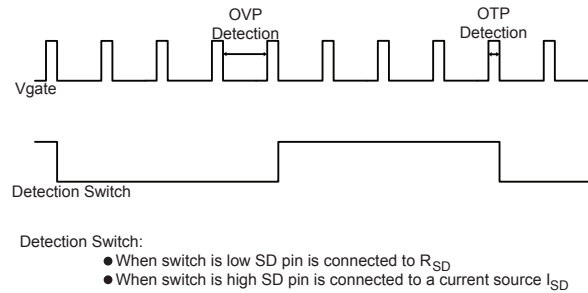 OVP
Detection
OTP
Detection
Vgate
Detection Switch
Detection Switch:
● When switch is low SD pin is connected to RSD
● When switch is high SD pin is connected to a current source ISD